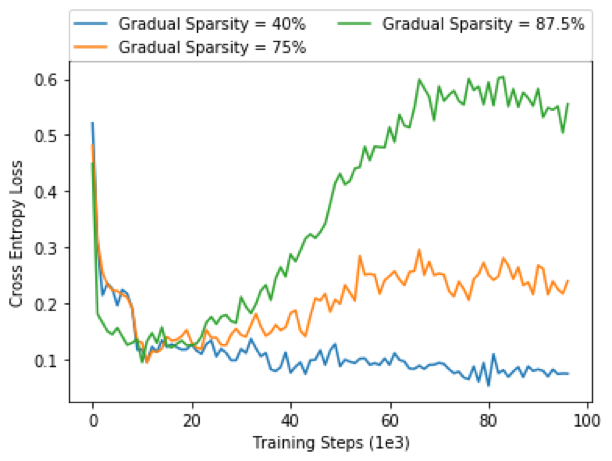 Gradual Sparsity = 40%
Gradual Sparsity = 75%
Gradual Sparsity = 87.5%
0.6
0.5
0.4
0.3
0.2
0.1
Cross Entropy Loss
0 20 40 60 80 100
Training Steps (1e3)